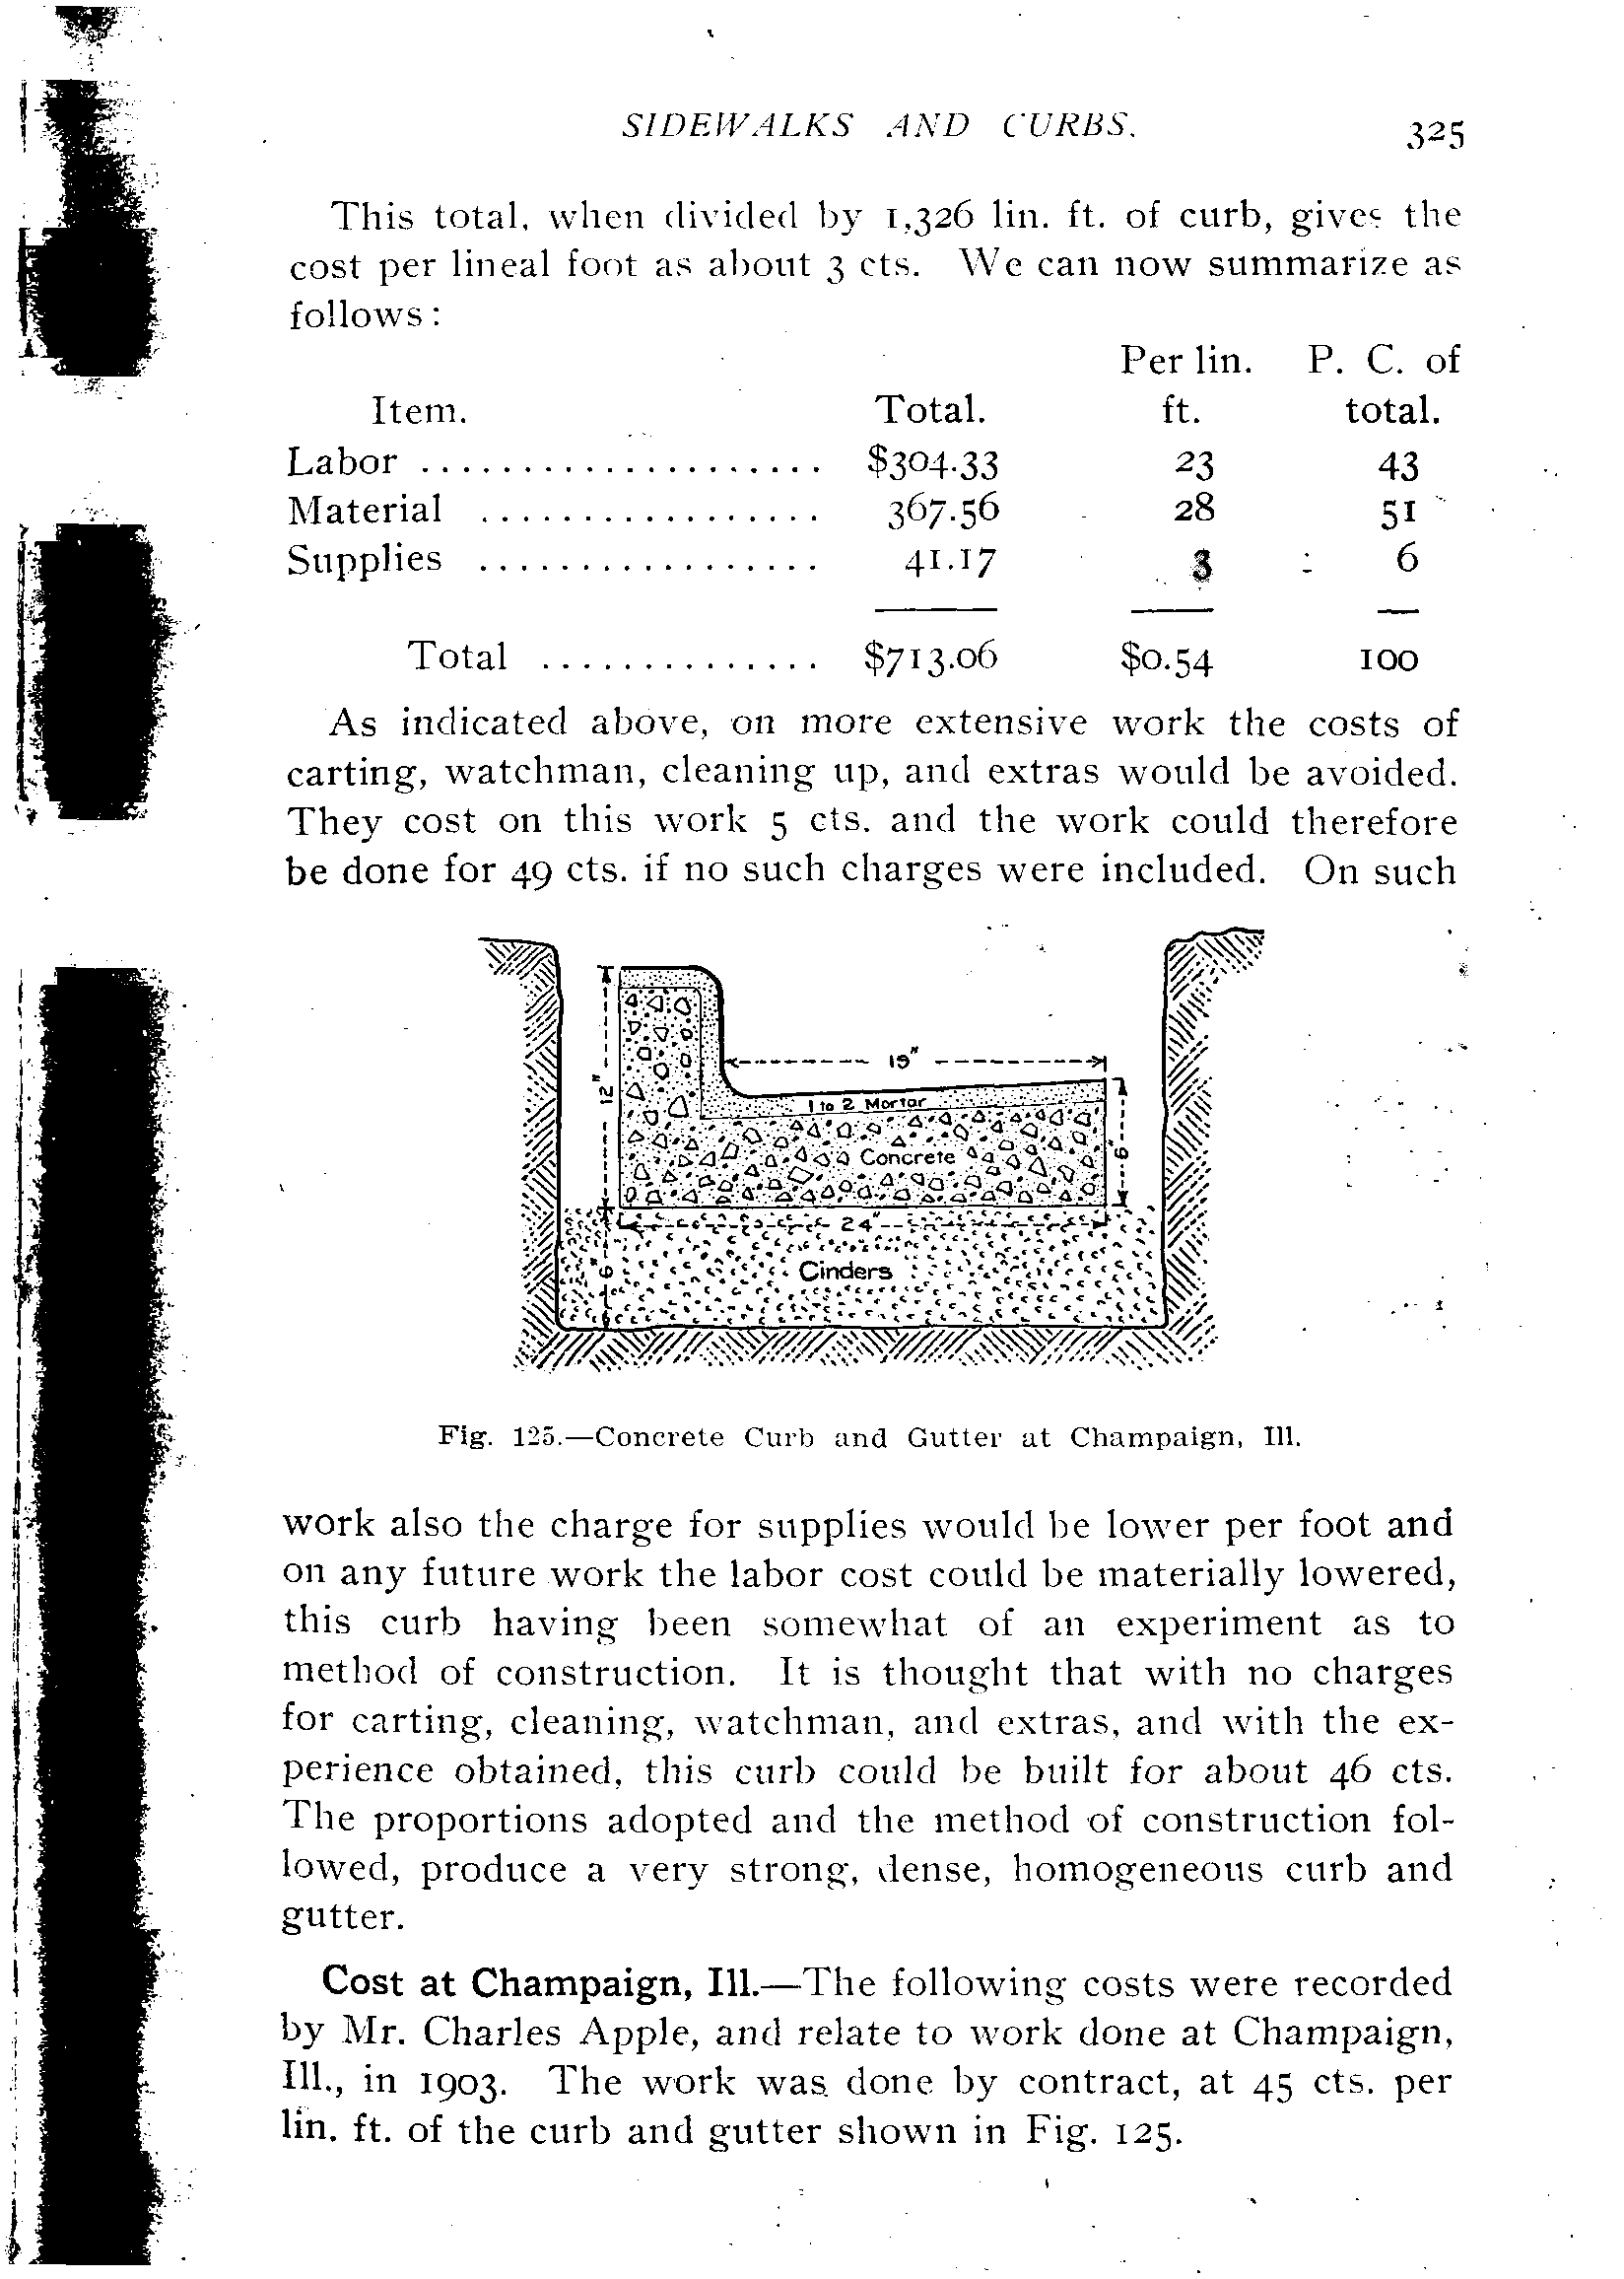 SIDEWALKS AND CURBS. 325
This total, when divided by 1,326 lin. ft. of curb, gives the
cost per lineal foot as about 3 cts. We can now summarize as
follows:
Per lin. P. C. of
Item. Total. ft. total.
Labor .................... $304.33 23 43
Material ................. 367.56 28 51
Supplies ................. 41.17 3 6
Total .............. $713.06 $0.54 100
As indicated above, on more extensive work the costs of
carting, watchman, cleaning up, and extras would be avoided.
They cost on this work 5 cts. and the work could therefore
be done for 49 cts. if no such charges were included. On such
19"
12"
1 to 2 Mortar
Concrete
6"
24"
Cinders
6"
Fig. 125.—Concrete Curb and Gutter at Champaign, Ill.
work also the charge for supplies would be lower per foot and
on any future work the labor cost could be materially lowered,
this curb having been somewhat of an experiment as to
method of construction. It is thought that with no charges
for carting, cleaning, watchman, and extras, and with the ex-
perience obtained, this curb could be built for about 46 cts.
The proportions adopted and the method of construction fol-
lowed, produce a very strong, dense, homogeneous curb and
gutter.
Cost at Champaign, Ill.—The following costs were recorded
by Mr. Charles Apple, and relate to work done at Champaign,
Ill., in 1903. The work was done by contract, at 45 cts. per
lin. ft. of the curb and gutter shown in Fig. 125.